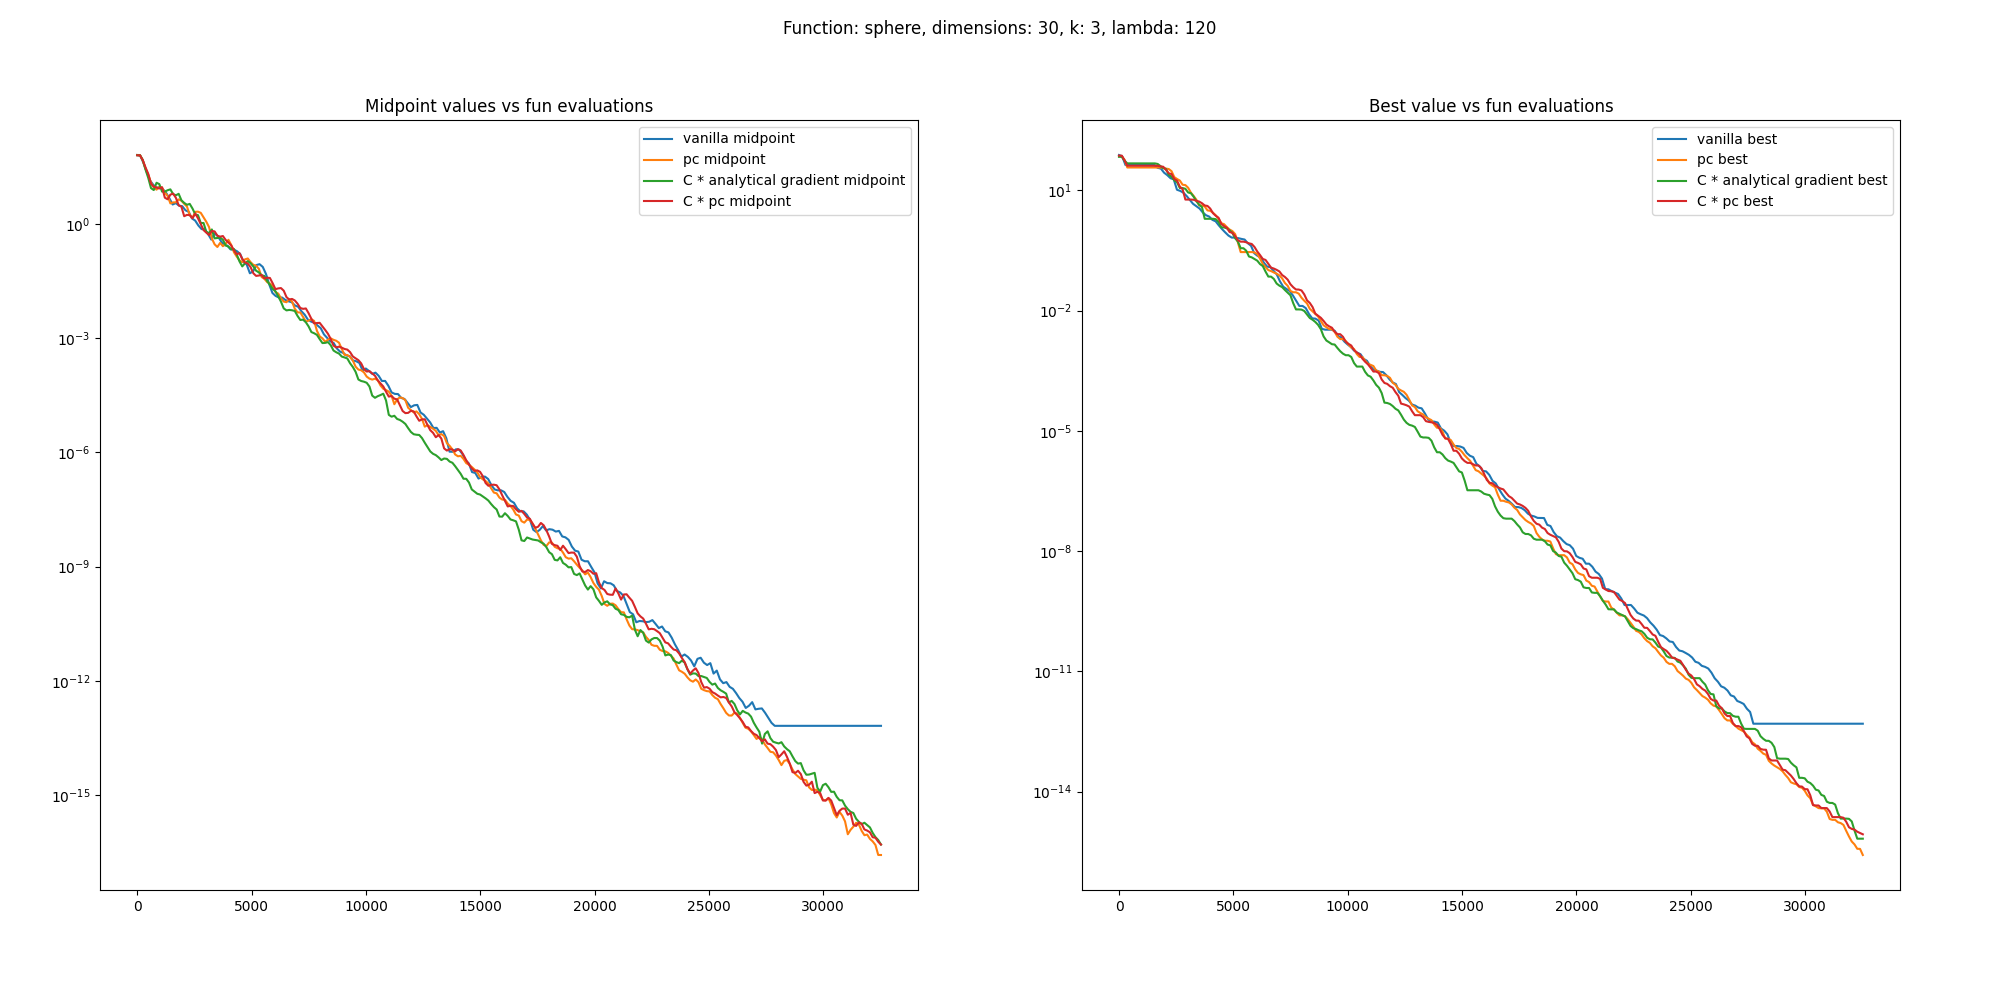 Function: sphere, dimensions: 30, k: 3, lambda: 120
Midpoint values vs fun evaluations
vanilla midpoint
pc midpoint
C * analytical gradient midpoint
C * pc midpoint
10^0
10^-3
10^-6
10^-9
10^-12
10^-15
0 5000 10000 15000 20000 25000 30000
Best value vs fun evaluations
vanilla best
pc best
C * analytical gradient best
C * pc best
10^1
10^-2
10^-5
10^-8
10^-11
10^-14
0 5000 10000 15000 20000 25000 30000